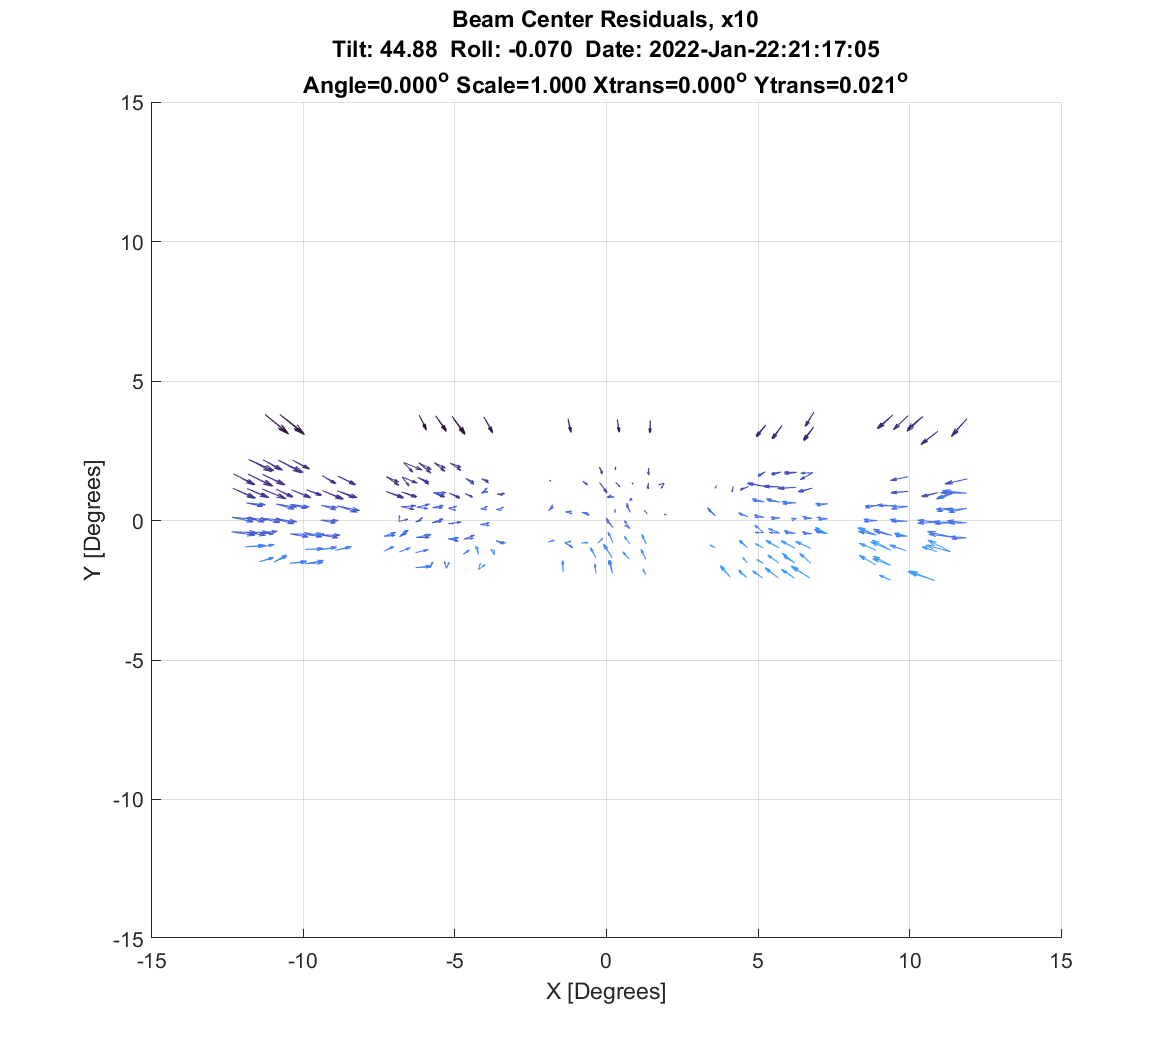 Beam Center Residuals, x10
Tilt: 44.88 Roll: -0.070 Date: 2022-Jan-22:21:17:05
Angle=0.000° Scale=1.000 Xtrans=0.000° Ytrans=0.021°
15
10
5
0
-5
-10
-15
Y [Degrees]
-15 -10 -5 0 5 10 15
X [Degrees]